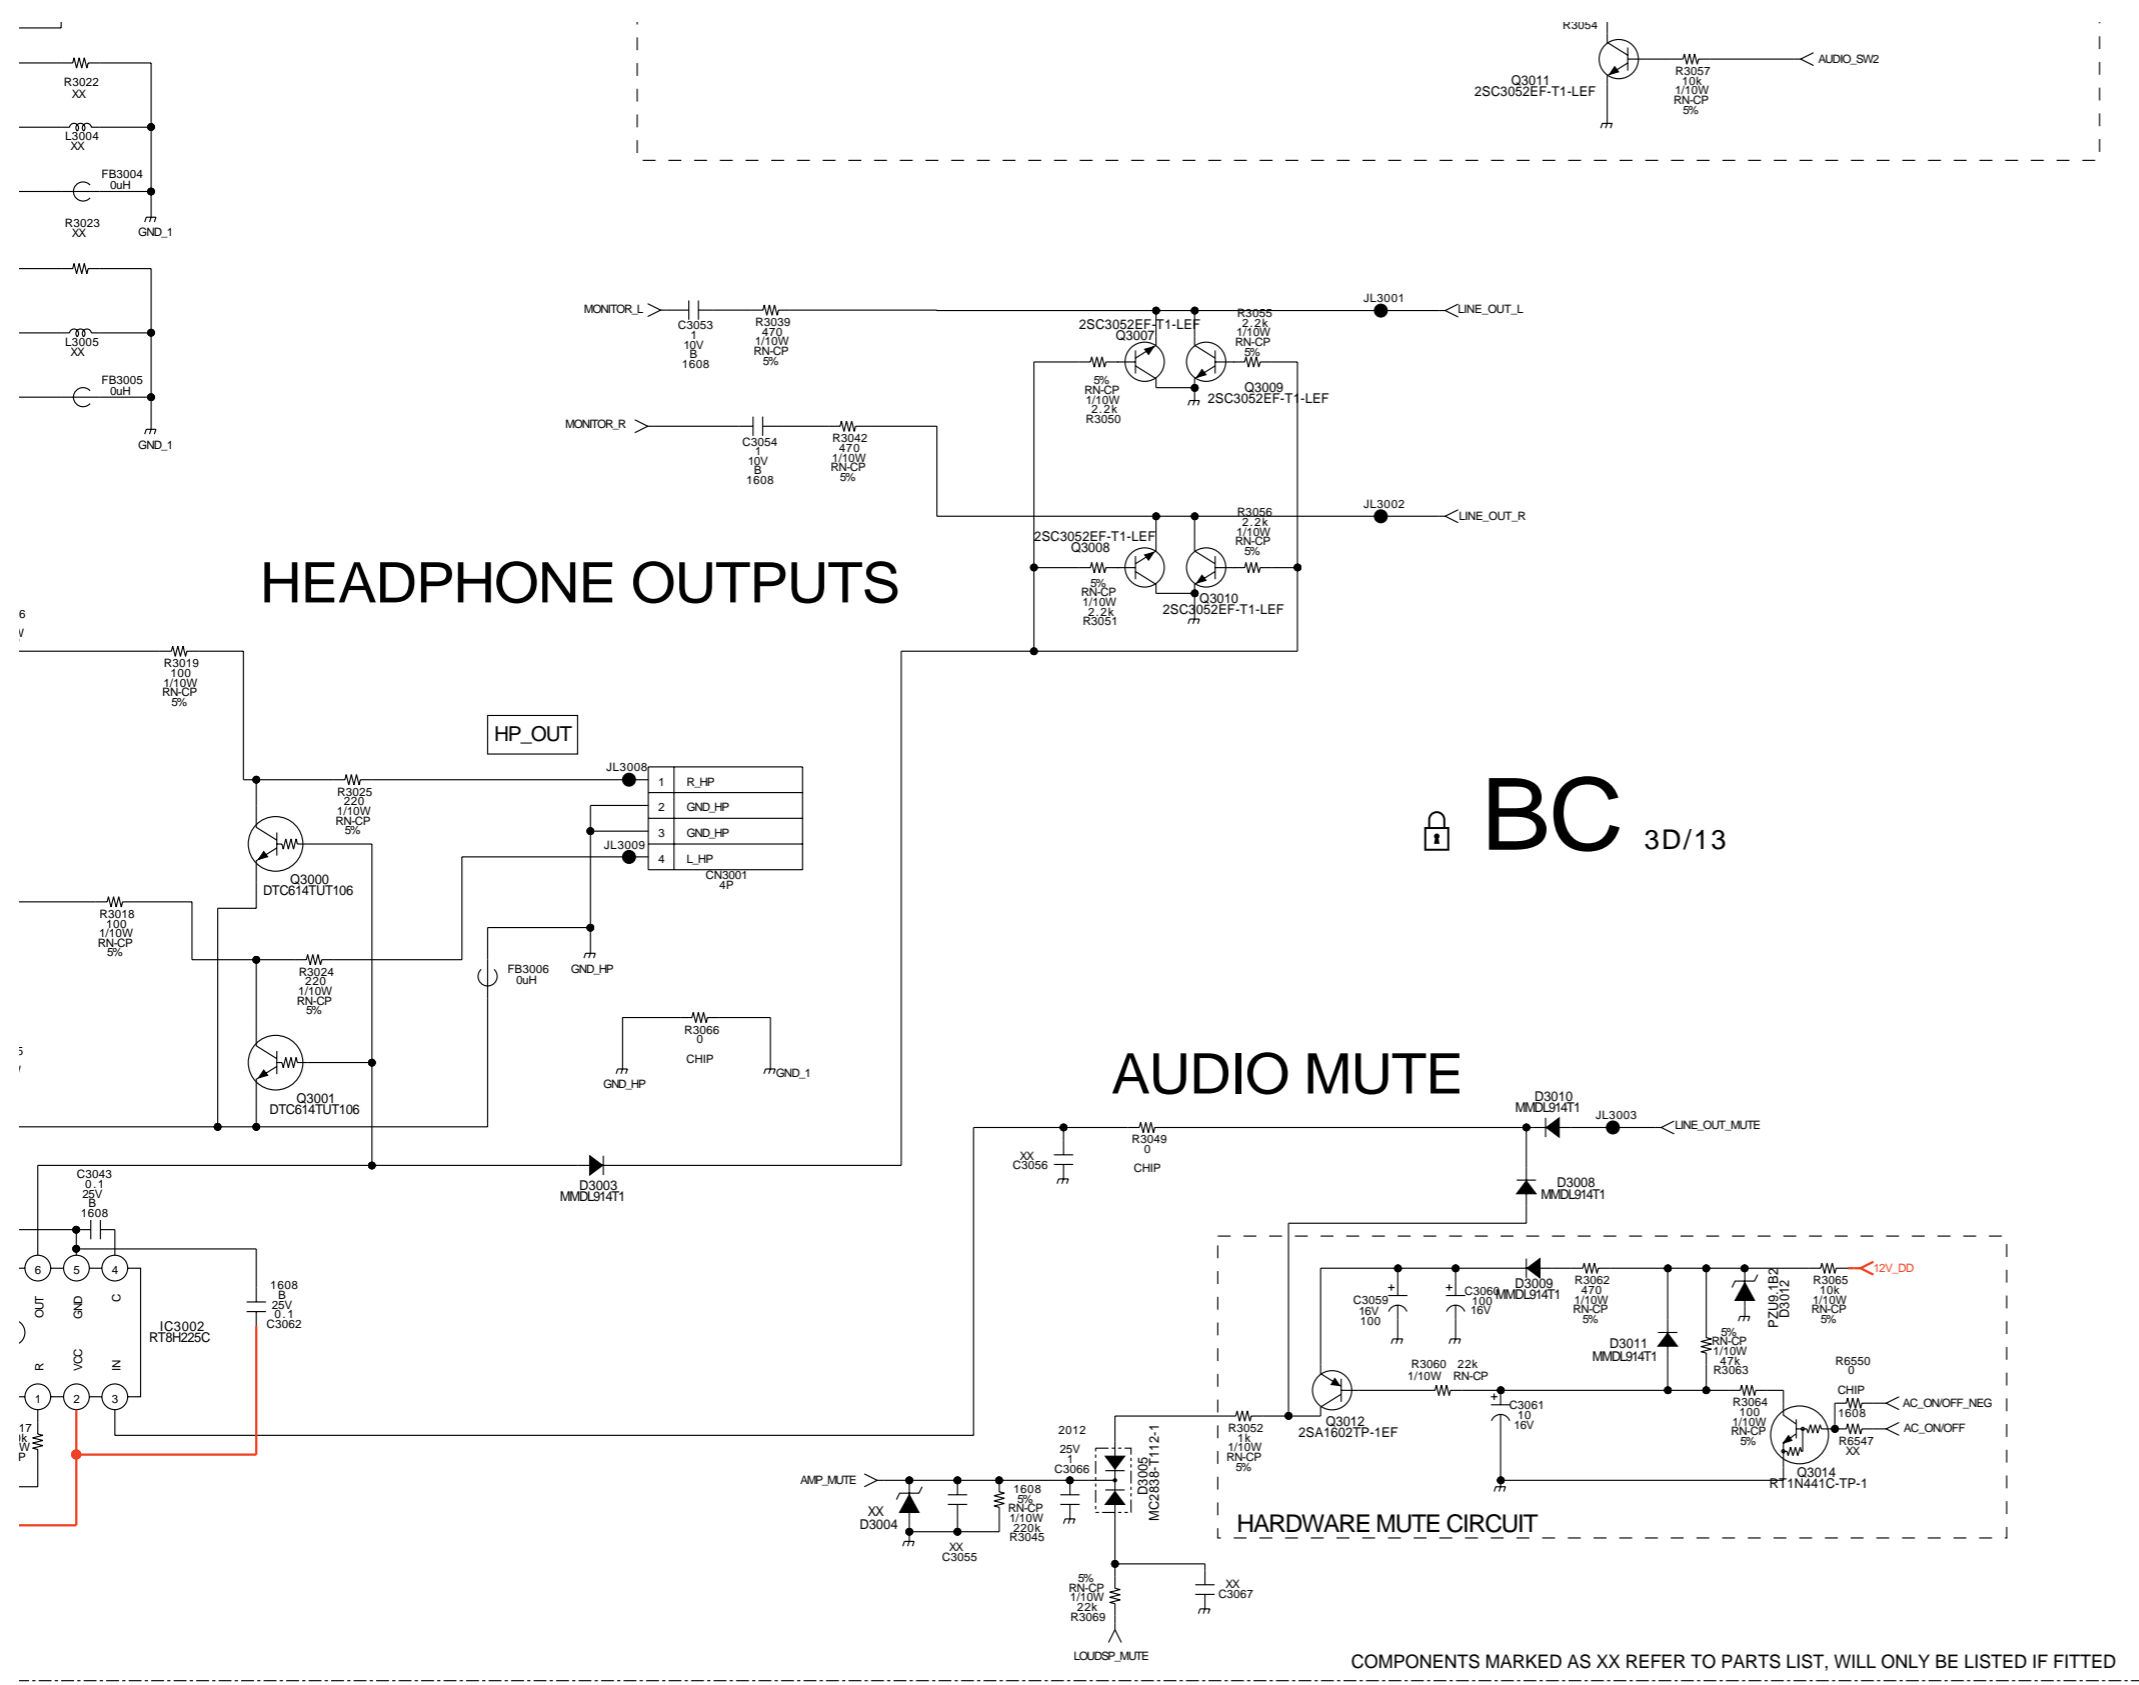 R3054
AUDIO_SW2
R3057
10k
1/10W
RN-CP
5%
Q3011
2SC3052EF-T1-LEF
R3022
XX
L3004
XX
FB3004
0uH
R3023
XX
GND_1
L3005
XX
FB3005
0uH
GND_1
MONITOR_L
C3053
1
10V
B
1608
R3039
470
1/10W
RN-CP
5%
2SC3052EF-T1-LEF
Q3007
R3055
2.2k
1/10W
RN-CP
5%
JL3001
LINE_OUT_L
5%
RN-CP
1/10W
2.2k
R3050
Q3009
2SC3052EF-T1-LEF
MONITOR_R
C3054
1
10V
B
1608
R3042
470
1/10W
RN-CP
5%
2SC3052EF-T1-LEF
Q3008
R3056
2.2k
1/10W
RN-CP
5%
JL3002
LINE_OUT_R
5%
RN-CP
1/10W
2.2k
R3051
Q3010
2SC3052EF-T1-LEF
HEADPHONE OUTPUTS
6
R3019
100
1/10W
RN-CP
5%
HP_OUT
JL3008
R3025
220
1/10W
RN-CP
5%
1 R_HP
2 GND_HP
3 GND_HP
4 L_HP
JL3009
CN3001
4P
Q3000
DTC614TUT106
BC 3D/13
R3018
100
1/10W
RN-CP
5%
R3024
220
1/10W
RN-CP
5%
FB3006
0uH
GND_HP
R3066
0
CHIP
GND_HP
GND_1
Q3001
DTC614TUT106
AUDIO MUTE
D3010
MMDL914T1
JL3003
LINE_OUT_MUTE
R3049
0
CHIP
XX
C3056
D3003
MMDL914T1
D3008
MMDL914T1
C3043
0.1
25V
B
1608
6 5 4
OUT GND C
R VCC IN
1 2 3
IC3002
RT8H225C
1608
B
25V
0.1
C3062
17
C3059
16V
100
C3060
100
16V
D3009
MMDL914T1
R3062
470
1/10W
RN-CP
5%
PZU9.1B2
D3012
R3065
10k
1/10W
RN-CP
5%
12V_DD
D3011
MMDL914T1
5%
RN-CP
1/10W
47k
R3063
R3060 22k
1/10W RN-CP
Q3012
2SA1602TP-1EF
C3061
10
16V
R3064
100
1/10W
RN-CP
5%
R6550
0
CHIP
1608
AC_ON/OFF_NEG
AC_ON/OFF
R6547
XX
Q3014
RT1N441C-TP-1
HARDWARE MUTE CIRCUIT
R3052
1k
1/10W
RN-CP
5%
2012
25V
1
C3066
D3005
MC2838-T112-1
AMP_MUTE
XX
D3004
XX
C3055
1608
5%
RN-CP
1/10W
220k
R3045
5%
RN-CP
1/10W
22k
R3069
XX
C3067
LOUDSP_MUTE
COMPONENTS MARKED AS XX REFER TO PARTS LIST, WILL ONLY BE LISTED IF FITTED